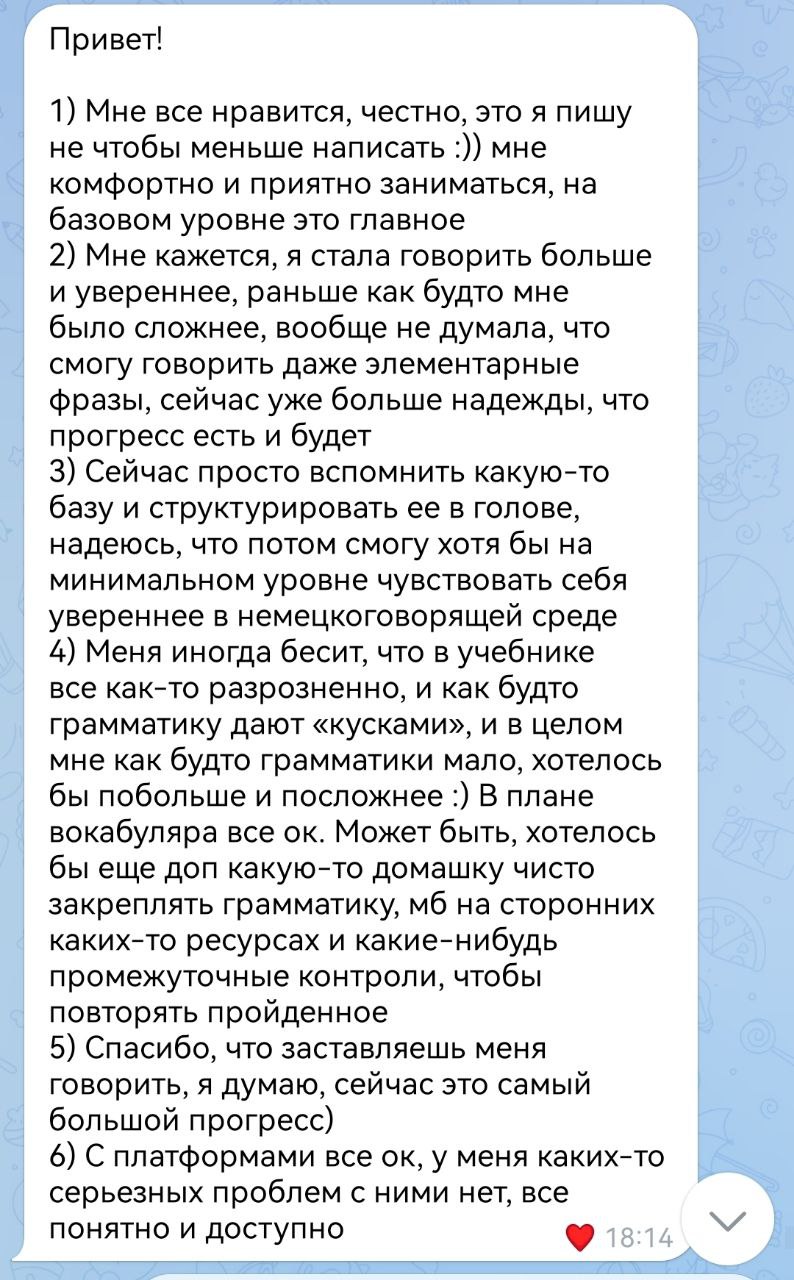 Привет!
1) Мне все нравится, честно, это я пишу
не чтобы меньше написать :)) мне
комфортно и приятно заниматься, на
базовом уровне это главное
2) Мне кажется, я стала говорить больше
и увереннее, раньше как будто мне
было сложнее, вообще не думала, что
смогу говорить даже элементарные
фразы, сейчас уже больше надежды, что
прогресс есть и будет
3) Сейчас просто вспомнить какую-то
базу и структурировать ее в голове,
надеюсь, что потом смогу хотя бы на
минимальном уровне чувствовать себя
увереннее в немецкоговорящей среде
4) Меня иногда бесит, что в учебнике
все как-то разрозненно, и как будто
грамматику дают «кусками», и в целом
мне как будто грамматики мало, хотелось
бы побольше и посложнее :) В плане
вокабуляра все ок. Может быть, хотелось
бы еще доп какую-то домашку чисто
закреплять грамматику, мб на сторонних
каких-то ресурсах и какие-нибудь
промежуточные контроли, чтобы
повторять пройденное
5) Спасибо, что заставляешь меня
говорить, я думаю, сейчас это самый
большой прогресс)
6) С платформами все ок, у меня каких-то
серьезных проблем с ними нет, все
понятно и доступно
❤️ 18:14